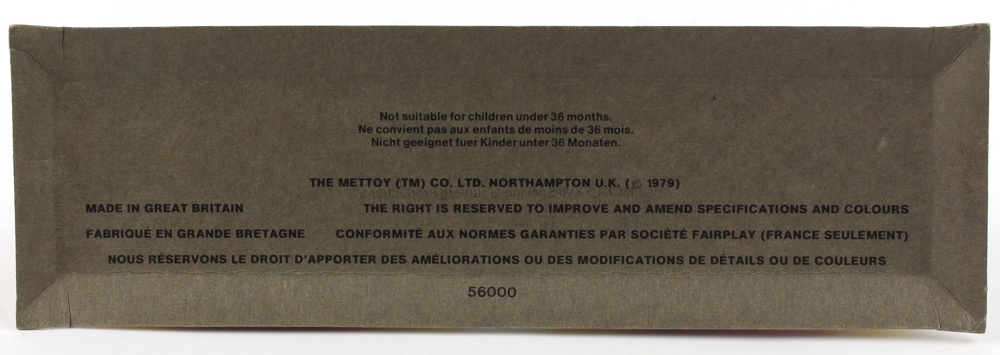 Not suitable for children under 36 months.
Ne convient pas aux enfants de moins de 36 mois.
Nicht geeignet fuer Kinder unter 36 Monaten.
THE METTOY (TM) CO. LTD. NORTHAMPTON U.K. (© 1979)
MADE IN GREAT BRITAIN THE RIGHT IS RESERVED TO IMPROVE AND AMEND SPECIFICATIONS AND COLOURS
FABRIQUÉ EN GRANDE BRETAGNE CONFORMITÉ AUX NORMES GARANTIES PAR SOCIÉTÉ FAIRPLAY (FRANCE SEULEMENT)
NOUS RÉSERVONS LE DROIT D'APPORTER DES AMÉLIORATIONS OU DES MODIFICATIONS DE DÉTAILS OU DE COULEURS
56000